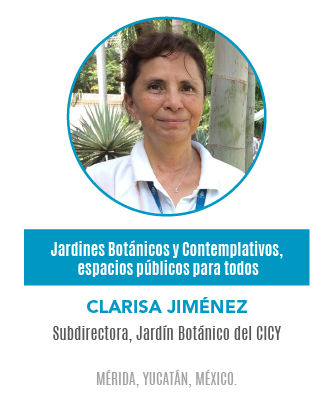 Jardines Botánicos y Contemplativos,
espacios públicos para todos
CLARISA JIMÉNEZ
Subdirectora, Jardín Botánico del CICY
MÉRIDA, YUCATÁN, MÉXICO.